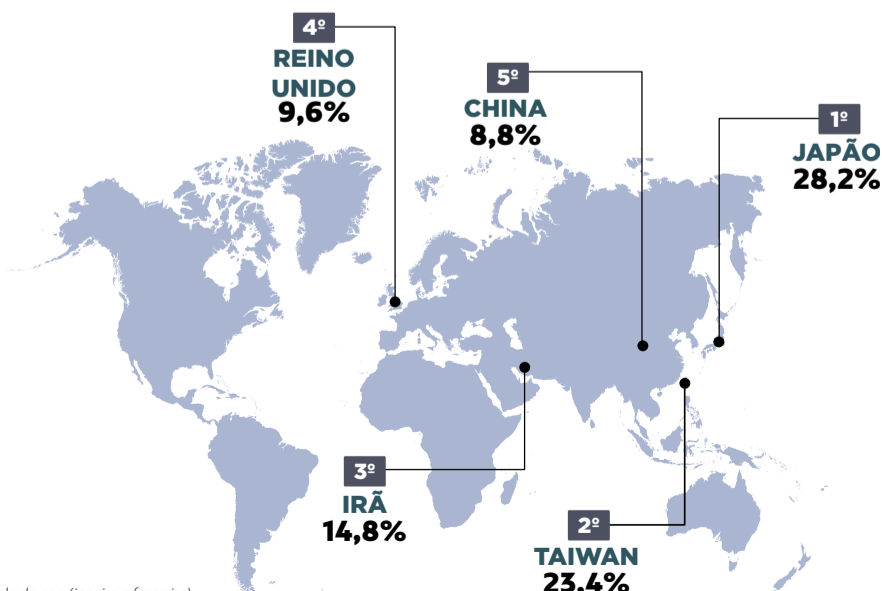 4º
REINO
UNIDO
9,6%
5º
CHINA
8,8%
1º
JAPÃO
28,2%
3º
IRÃ
14,8%
2º
TAIWAN
23,4%